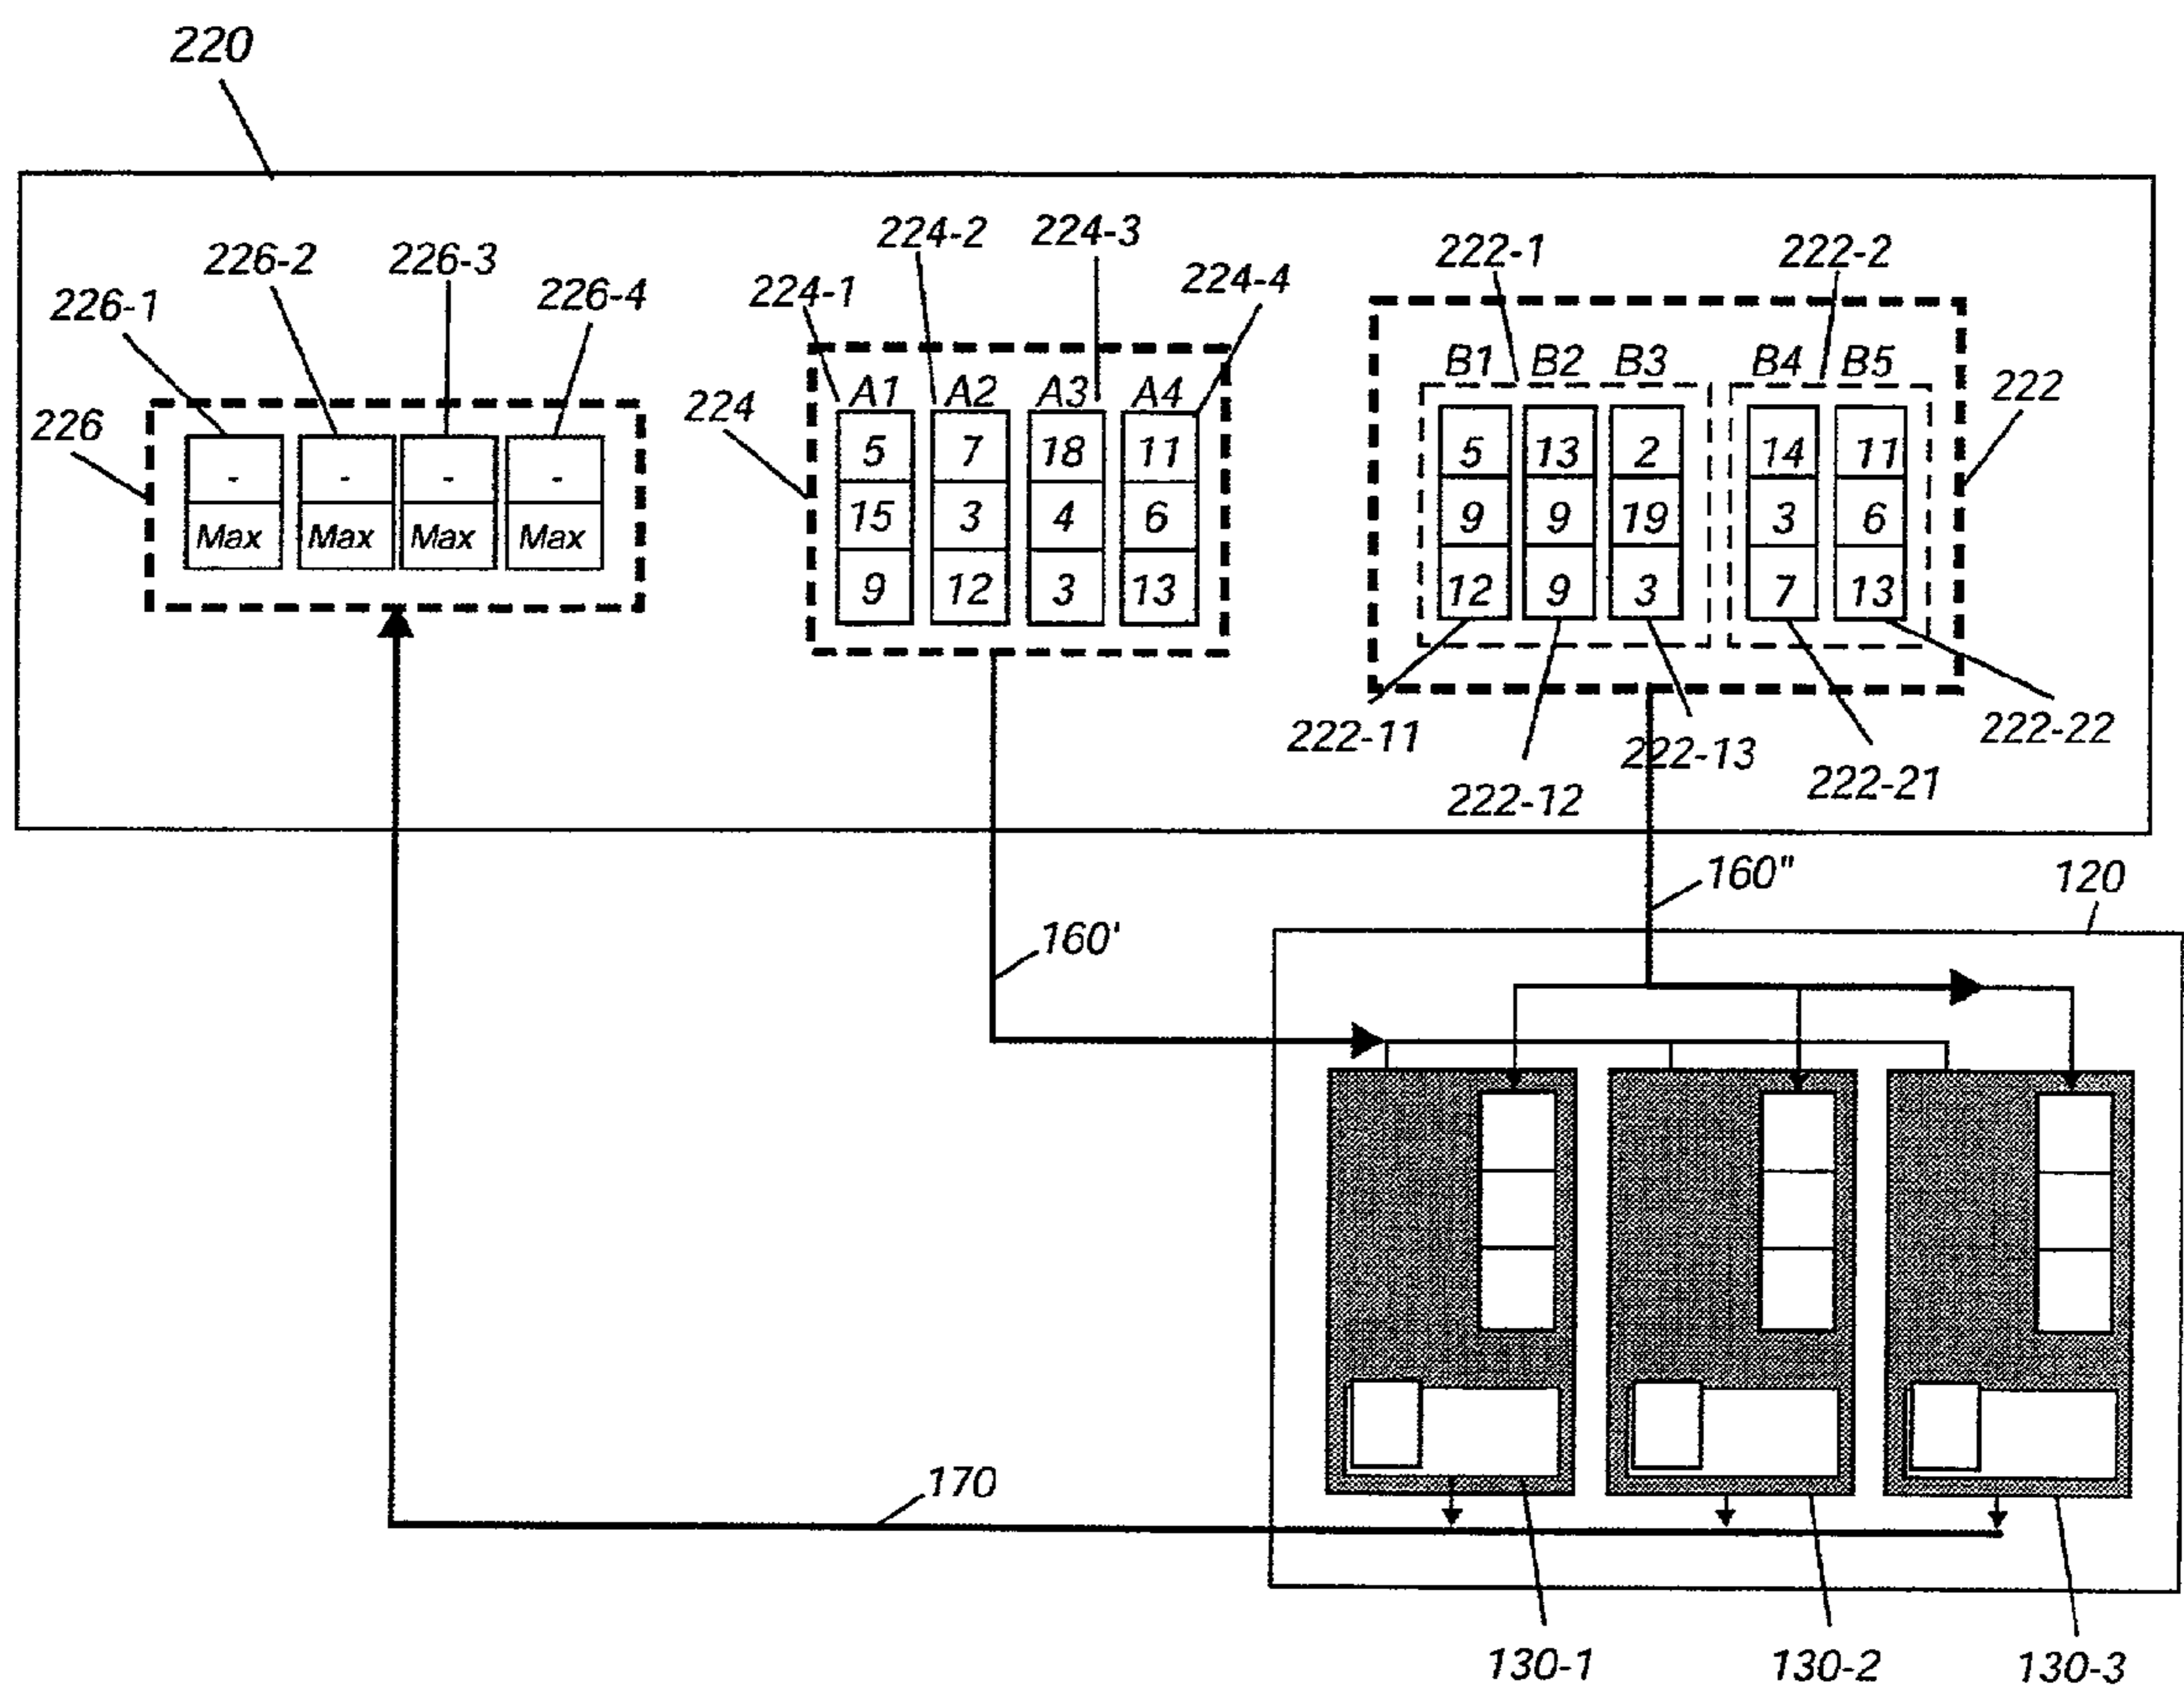 220
226-1 226-2 226-3 226-4
224-1 224-2 224-3 224-4
222-1 222-2
226
- - - -
Max Max Max Max
224
A1 A2 A3 A4
5 7 18 11
15 3 4 6
9 12 3 13
B1 B2 B3 B4 B5
222
5 13 2 14 11
9 9 19 3 6
12 9 3 7 13
222-11 222-12 222-13 222-21 222-22
160"
120
160'
170
130-1 130-2 130-3